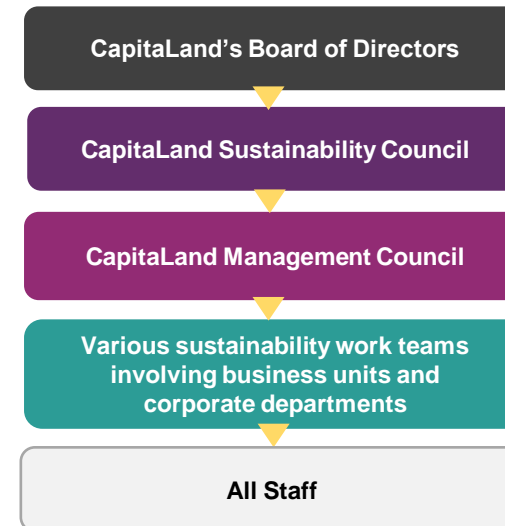 CapitaLand’s Board of Directors
CapitaLand Sustainability Council
CapitaLand Management Council
Various sustainability work teams
involving business units and
corporate departments
All Staff